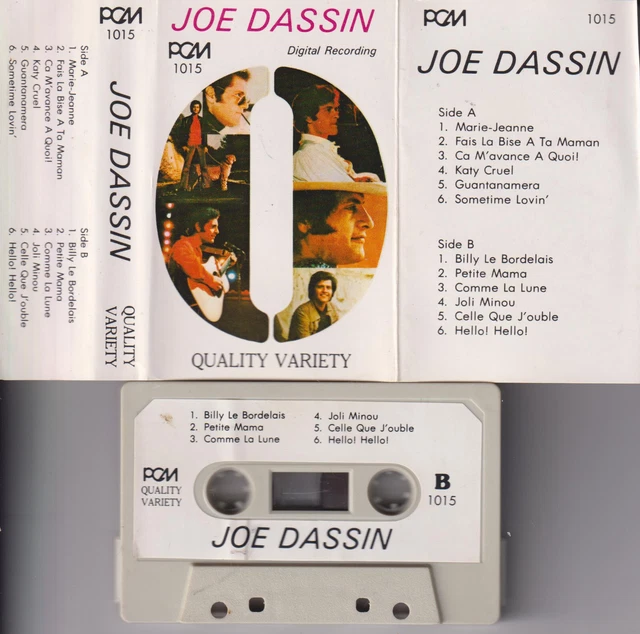 PGM
1015
JOE DASSIN
Side A
1. Marie-Jeanne
2. Fais La Bise A Ta Maman
3. Ca M'avance A Quoi!
4. Katy Cruel
5. Guantanamera
6. Sometime Lovin'
Side B
1. Billy Le Bordelais
2. Petite Mama
3. Comme La Lune
4. Joli Minou
5. Celle Que J'ouble
6. Hello! Hello!
QUALITY
VARIETY
JOE DASSIN
PGM
1015
Digital Recording
QUALITY VARIETY
PGM
1015
JOE DASSIN
Side A
1. Marie-Jeanne
2. Fais La Bise A Ta Maman
3. Ca M'avance A Quoi!
4. Katy Cruel
5. Guantanamera
6. Sometime Lovin'
Side B
1. Billy Le Bordelais
2. Petite Mama
3. Comme La Lune
4. Joli Minou
5. Celle Que J'ouble
6. Hello! Hello!
1. Billy Le Bordelais
2. Petite Mama
3. Comme La Lune
4. Joli Minou
5. Celle Que J'ouble
6. Hello! Hello!
PGM
QUALITY
VARIETY
B
1015
JOE DASSIN